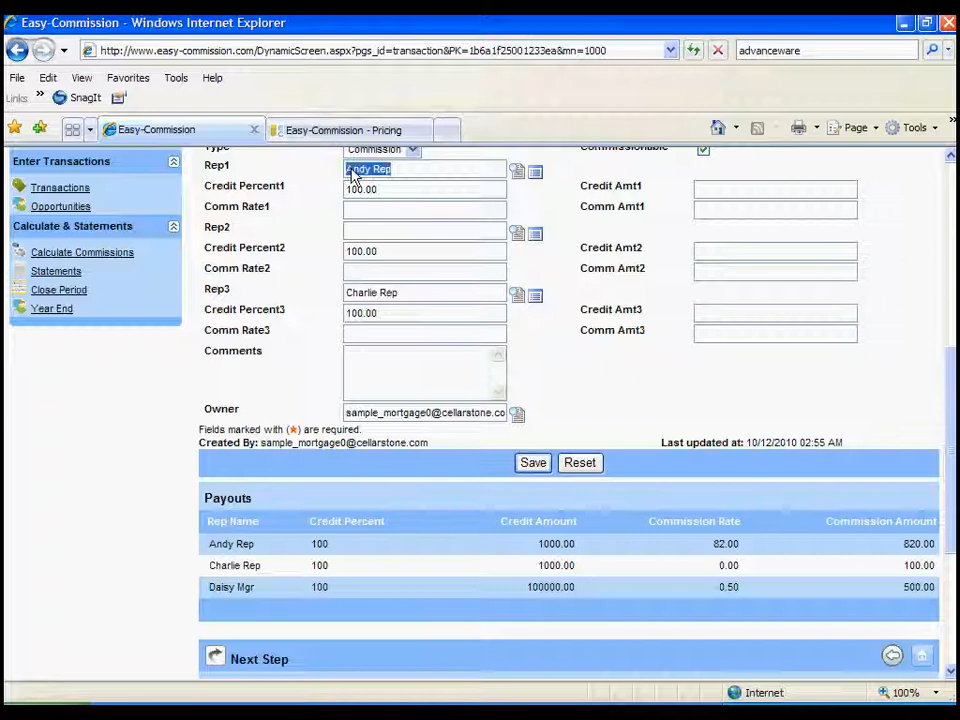 Easy-Commission - Windows Internet Explorer
http://www.easy-commission.com/DynamicScreen.aspx?pgs_id=transaction&PK=1b6a1f25001233ea&mn=1000
advanceware
File Edit View Favorites Tools Help
Links » SnagIt
Easy-Commission
Easy-Commission - Pricing
Page Tools »
Enter Transactions
Transactions
Opportunities
Calculate & Statements
Calculate Commissions
Statements
Close Period
Year End
Type Commission Commissionable
Rep1 Andy Rep
Credit Percent1 100.00 Credit Amt1
Comm Rate1 Comm Amt1
Rep2
Credit Percent2 100.00 Credit Amt2
Comm Rate2 Comm Amt2
Rep3 Charlie Rep
Credit Percent3 100.00 Credit Amt3
Comm Rate3 Comm Amt3
Comments
Owner sample_mortgage0@cellarstone.co
Fields marked with (★) are required.
Created By: sample_mortgage0@cellarstone.com Last updated at: 10/12/2010 02:55 AM
Save Reset
Payouts
Rep Name Credit Percent Credit Amount Commission Rate Commission Amount
Andy Rep 100 1000.00 82.00 820.00
Charlie Rep 100 1000.00 0.00 100.00
Daisy Mgr 100 100000.00 0.50 500.00
Next Step
Internet 100%